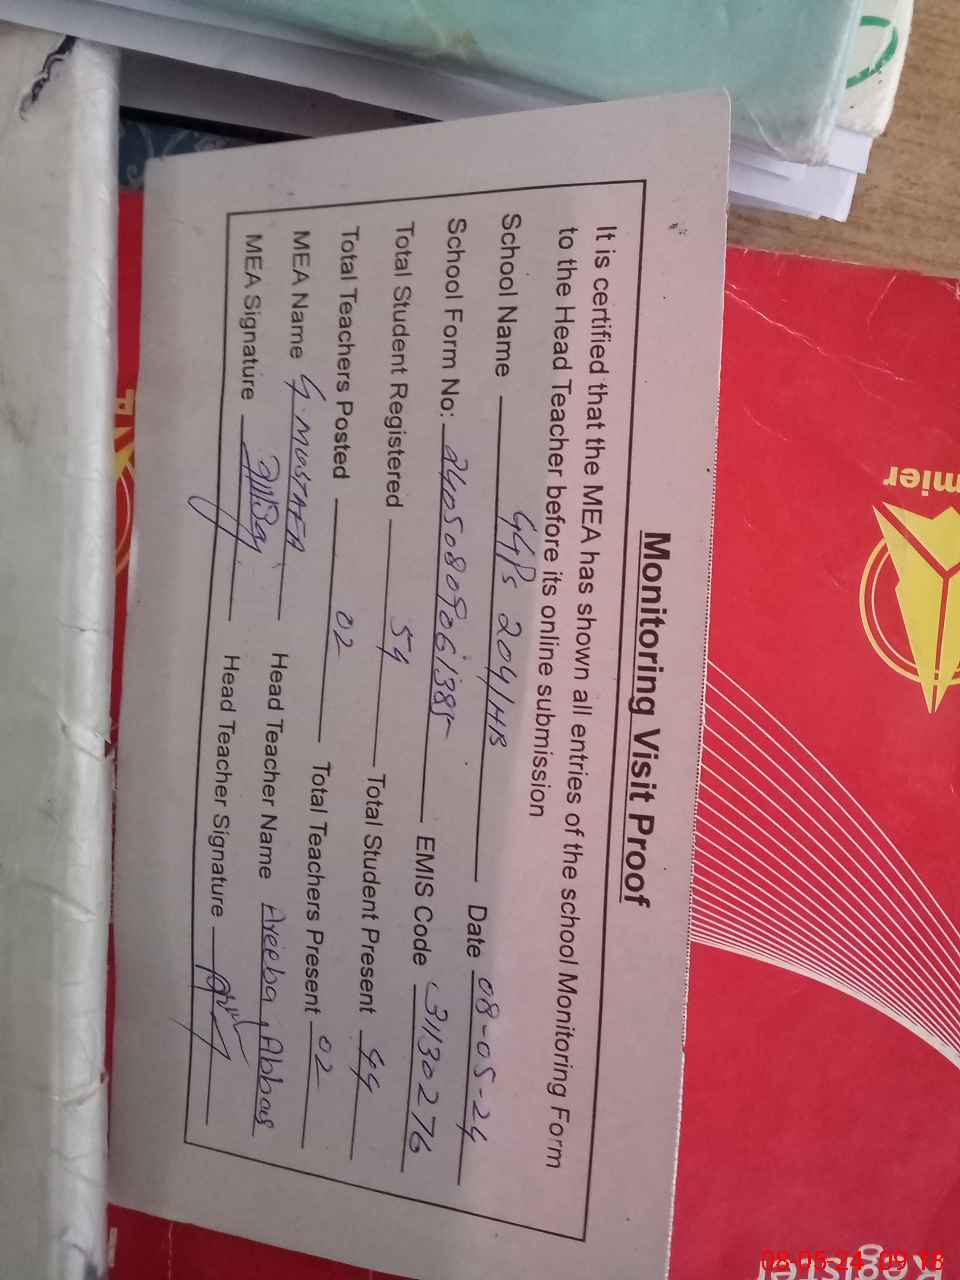 Monitoring Visit Proof
It is certified that the MEA has shown all entries of the school Monitoring Form
to the Head Teacher before its online submission
School Name GGPS 204/HB Date 08-05-24
School Form No: 24050809061385 EMIS Code 31130276
Total Student Registered 54 Total Student Present 44
Total Teachers Posted 02 Total Teachers Present 02
MEA Name G. MUSTAFA Head Teacher Name Areeba Abbas
MEA Signature Head Teacher Signature
mier
08-05-24 09:18